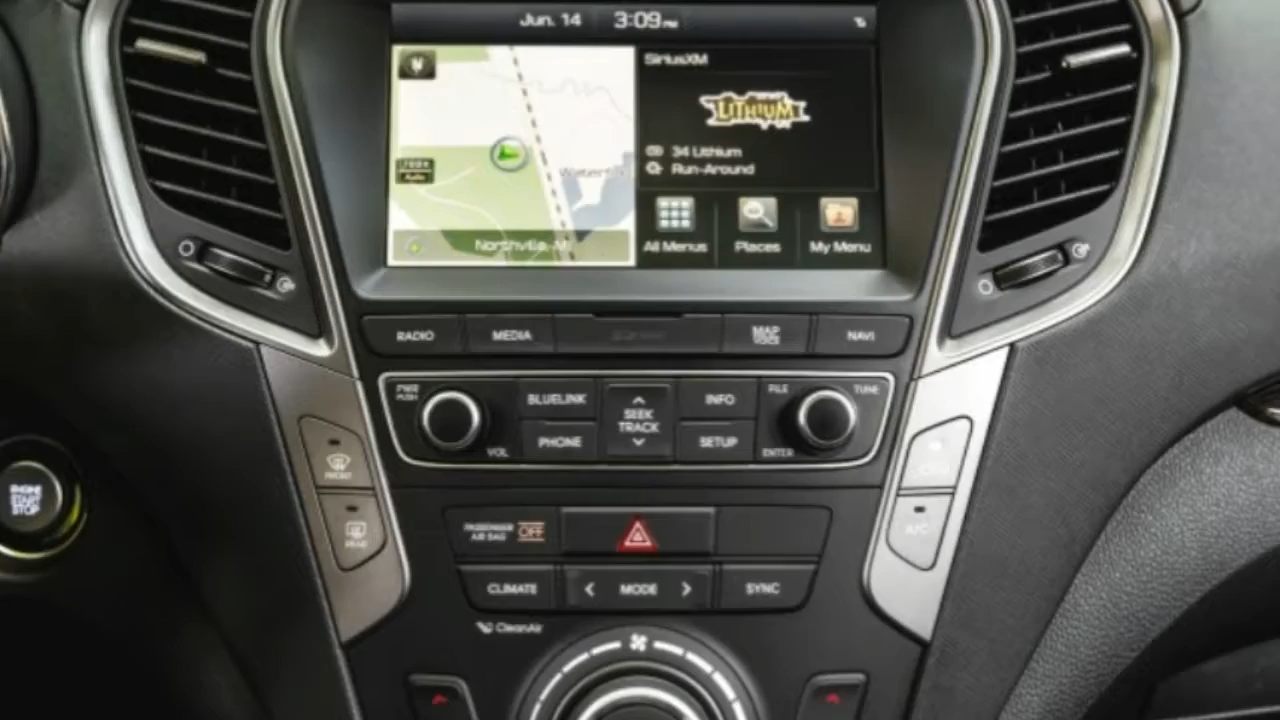 Jun. 14 3:09PM
SiriusXM
LITHIUM
34 Lithium
Run-Around
Northville, MI
All Menus Places My Menu
RADIO MEDIA MAP VOICE NAVI
PWR PUSH
VOL
BLUELINK
PHONE
SEEK
TRACK
INFO
SETUP
FILE TUNE
ENTER
FRONT
REAR
A/C
ENGINE
START
STOP
PASSENGER
AIR BAG OFF
CLIMATE MODE SYNC
CleanAir